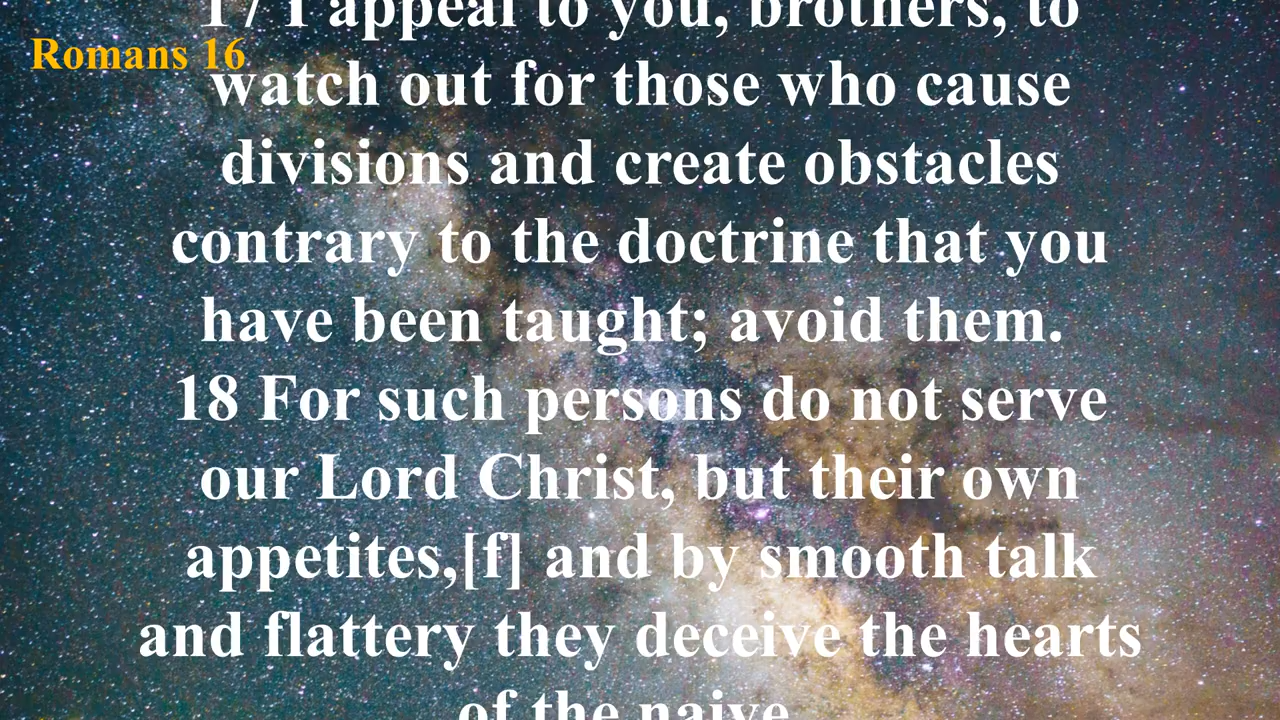 Romans 16
17 I appeal to you, brothers, to
watch out for those who cause
divisions and create obstacles
contrary to the doctrine that you
have been taught; avoid them.
18 For such persons do not serve
our Lord Christ, but their own
appetites,[f] and by smooth talk
and flattery they deceive the hearts
of the naive